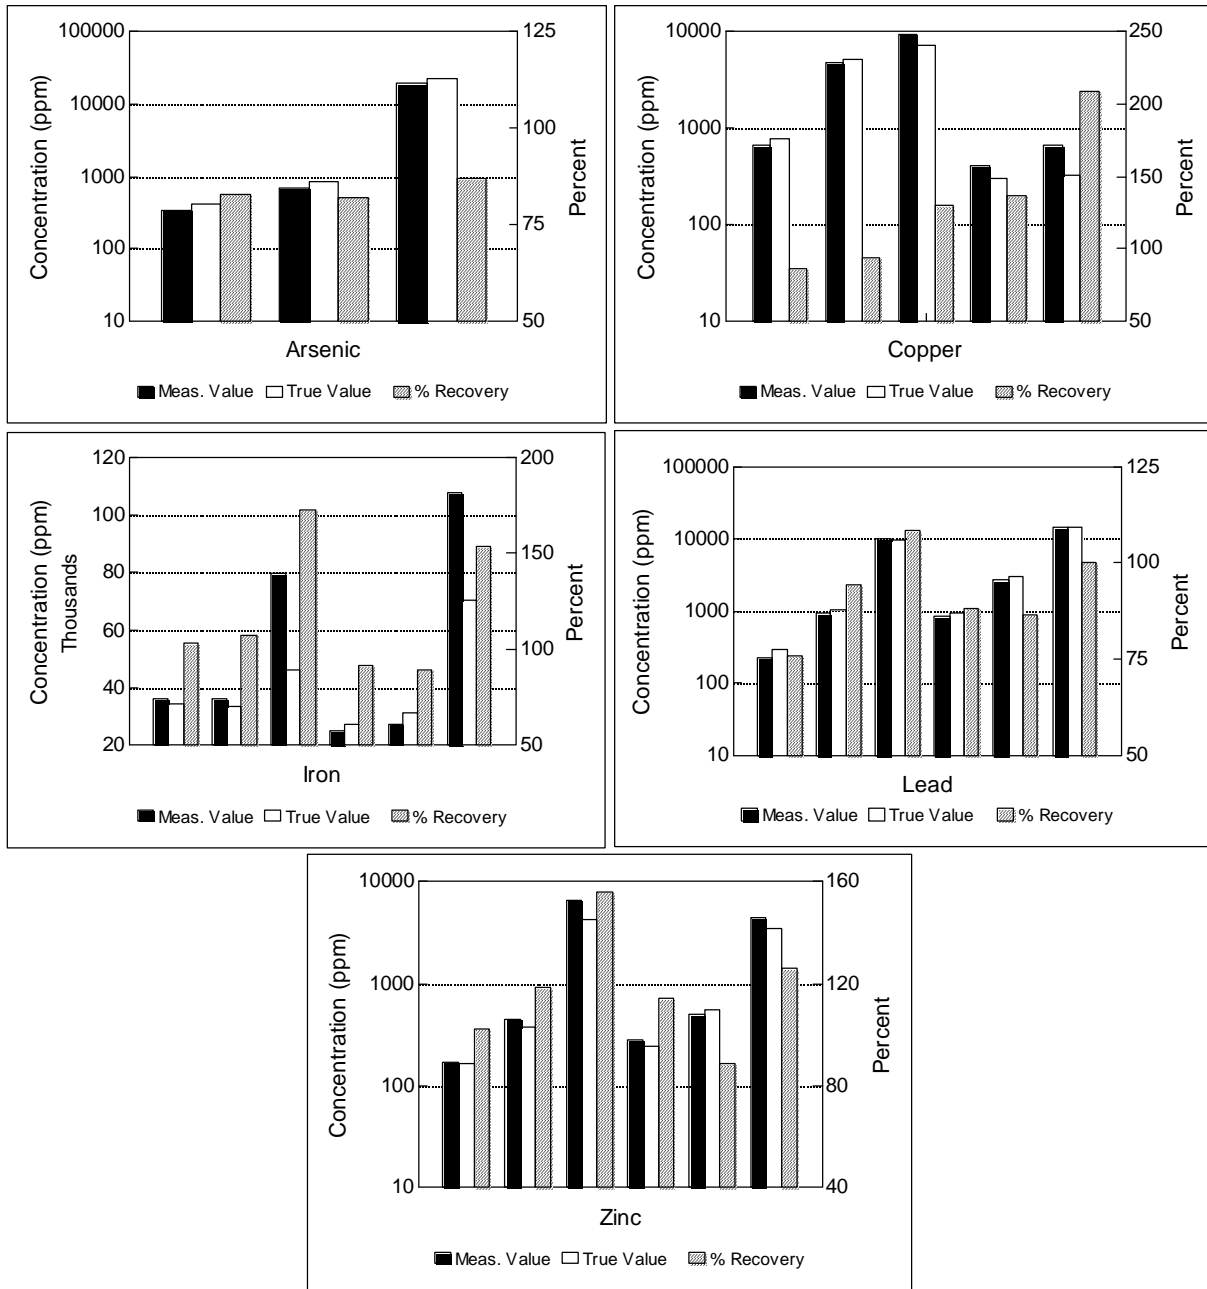 100000
10000
1000
100
10
Concentration (ppm)
125
100
75
50
Percent
Arsenic
Meas. Value True Value % Recovery
10000
1000
100
10
Concentration (ppm)
250
200
150
100
50
Percent
Copper
Meas. Value True Value % Recovery
120
100
80
60
40
20
Concentration (ppm)
Thousands
200
150
100
50
Percent
Iron
Meas. Value True Value % Recovery
100000
10000
1000
100
10
Concentration (ppm)
125
100
75
50
Percent
Lead
Meas. Value True Value % Recovery
10000
1000
100
10
Concentration (ppm)
160
120
80
40
Percent
Zinc
Meas. Value True Value % Recovery